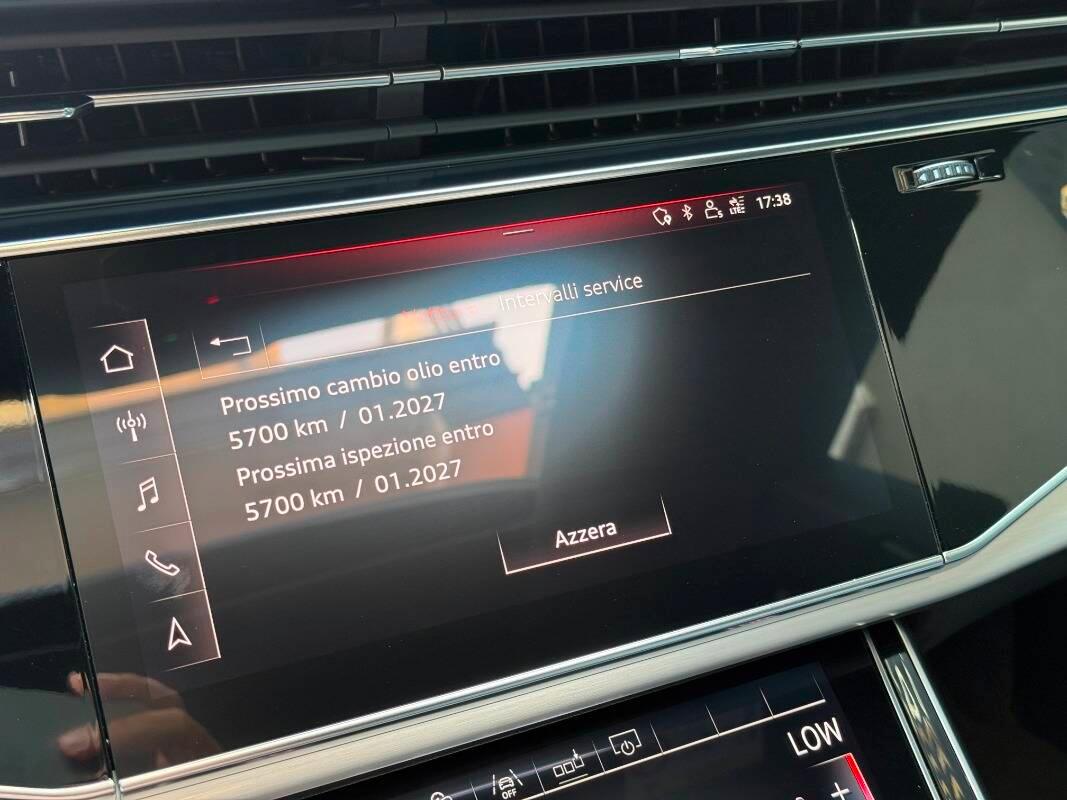 LTE
17:38
Intervalli service
Prossimo cambio olio entro
5700 km / 01.2027
Prossima ispezione entro
5700 km / 01.2027
Azzera
LOW
OFF
+